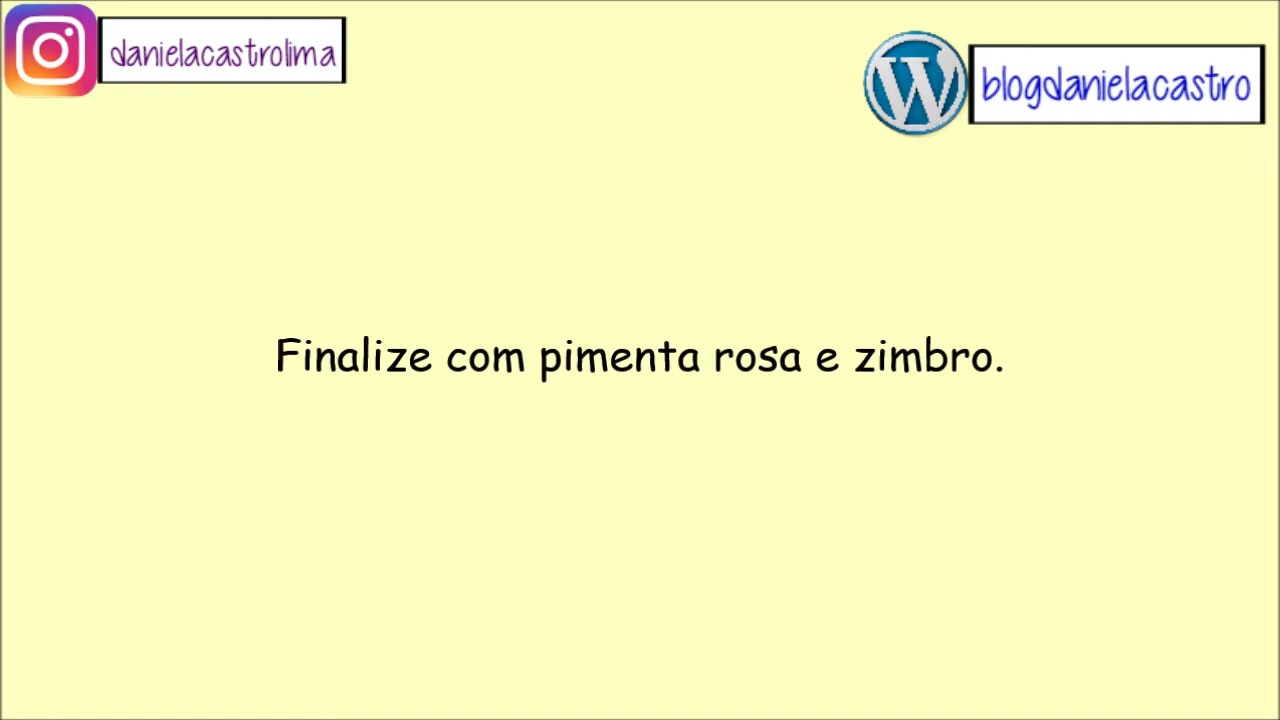 danielacastrolima
blogdanielacastro
Finalize com pimenta rosa e zimbro.